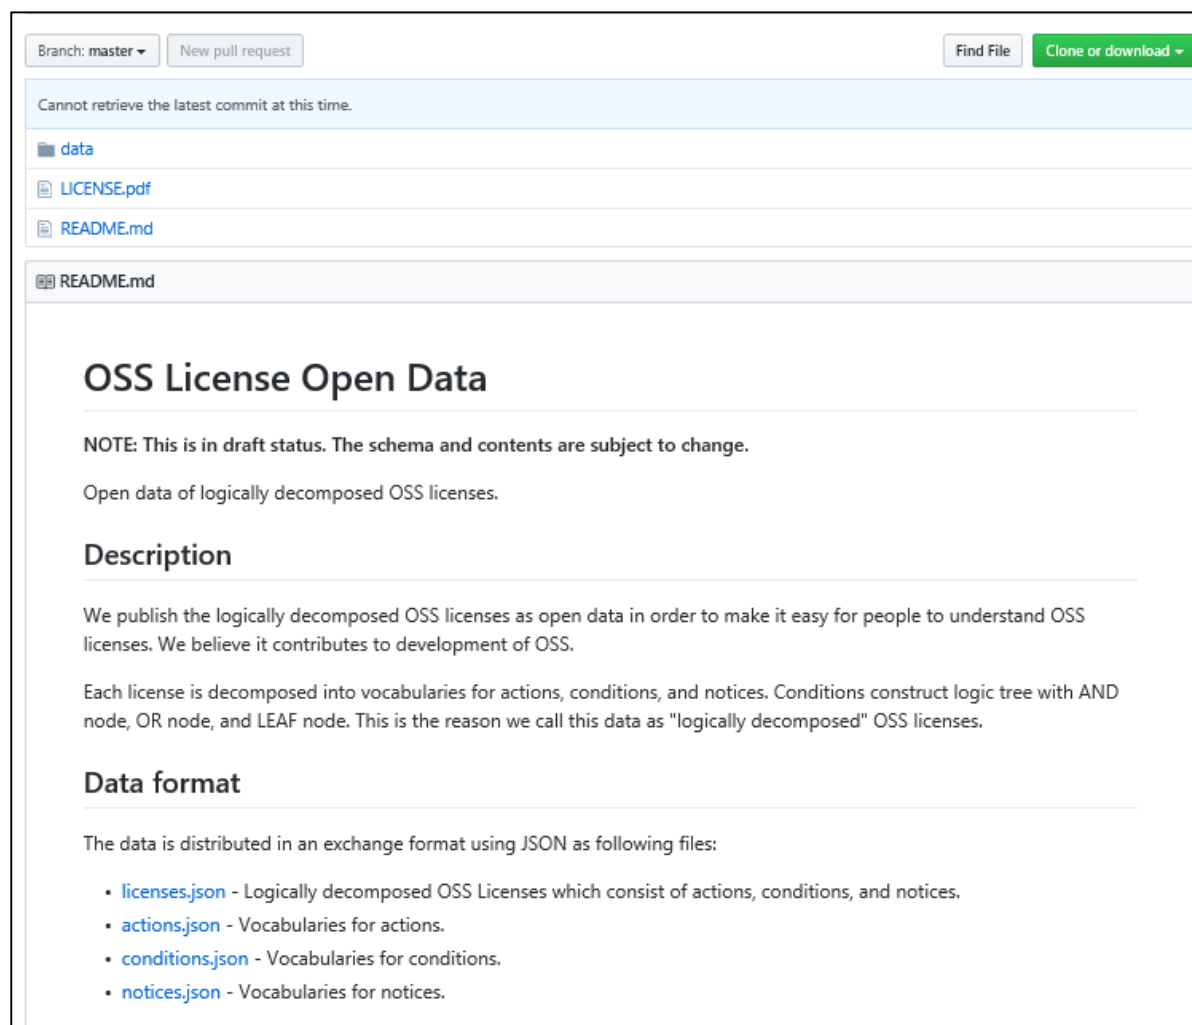 Branch: master
New pull request
Find File
Clone or download
Cannot retrieve the latest commit at this time.
data
LICENSE.pdf
README.md
README.md
OSS License Open Data
NOTE: This is in draft status. The schema and contents are subject to change.
Open data of logically decomposed OSS licenses.
Description
We publish the logically decomposed OSS licenses as open data in order to make it easy for people to understand OSS
licenses. We believe it contributes to development of OSS.
Each license is decomposed into vocabularies for actions, conditions, and notices. Conditions construct logic tree with AND
node, OR node, and LEAF node. This is the reason we call this data as "logically decomposed" OSS licenses.
Data format
The data is distributed in an exchange format using JSON as following files:
• licenses.json - Logically decomposed OSS Licenses which consist of actions, conditions, and notices.
• actions.json - Vocabularies for actions.
• conditions.json - Vocabularies for conditions.
• notices.json - Vocabularies for notices.